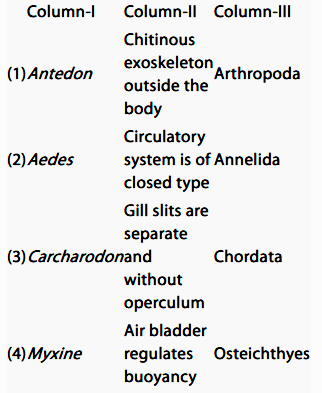 Column-I Column-II Column-III
Chitinous
exoskeleton
(1) Antedon outside the Arthropoda
body
Circulatory
(2) Aedes system is of Annelida
closed type
Gill slits are
separate
(3) Carcharodon and Chordata
without
operculum
Air bladder
(4) Myxine regulates Osteichthyes
buoyancy